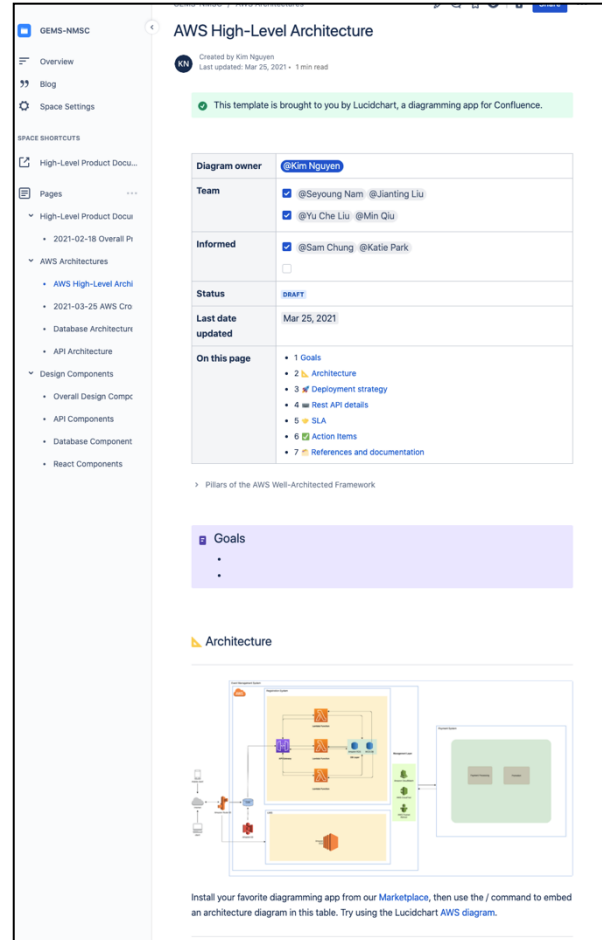 GEMS-NMSC
Overview
Blog
Space Settings
SPACE SHORTCUTS
High-Level Product Docu...
Pages
High-Level Product Docu
2021-02-18 Overall Pr
AWS Architectures
AWS High-Level Archi
2021-03-25 AWS Cro
Database Architecture
API Architecture
Design Components
Overall Design Compo
API Components
Database Component
React Components
AWS High-Level Architecture
KN
Created by Kim Nguyen
Last updated: Mar 25, 2021 • 1 min read
This template is brought to you by Lucidchart, a diagramming app for Confluence.
Diagram owner
@Kim Nguyen
Team
@Seyoung Nam @Jianting Liu
@Yu Che Liu @Min Qiu
Informed
@Sam Chung @Katie Park
Status
DRAFT
Last date
updated
Mar 25, 2021
On this page
1 Goals
2 Architecture
3 Deployment strategy
4 Rest API details
5 SLA
6 Action Items
7 References and documentation
Pillars of the AWS Well-Architected Framework
Goals
Architecture
Install your favorite diagramming app from our Marketplace, then use the / command to embed
an architecture diagram in this table. Try using the Lucidchart AWS diagram.